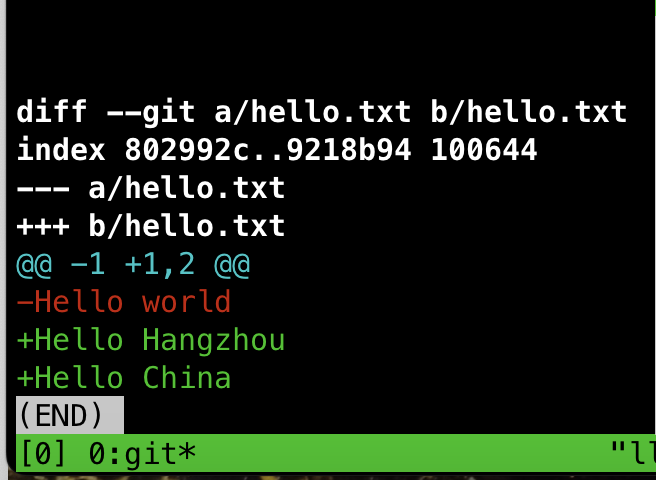 diff --git a/hello.txt b/hello.txt
index 802992c..9218b94 100644
--- a/hello.txt
+++ b/hello.txt
@@ -1 +1,2 @@
-Hello world
+Hello Hangzhou
+Hello China
(END)
[0] 0:git* "ll